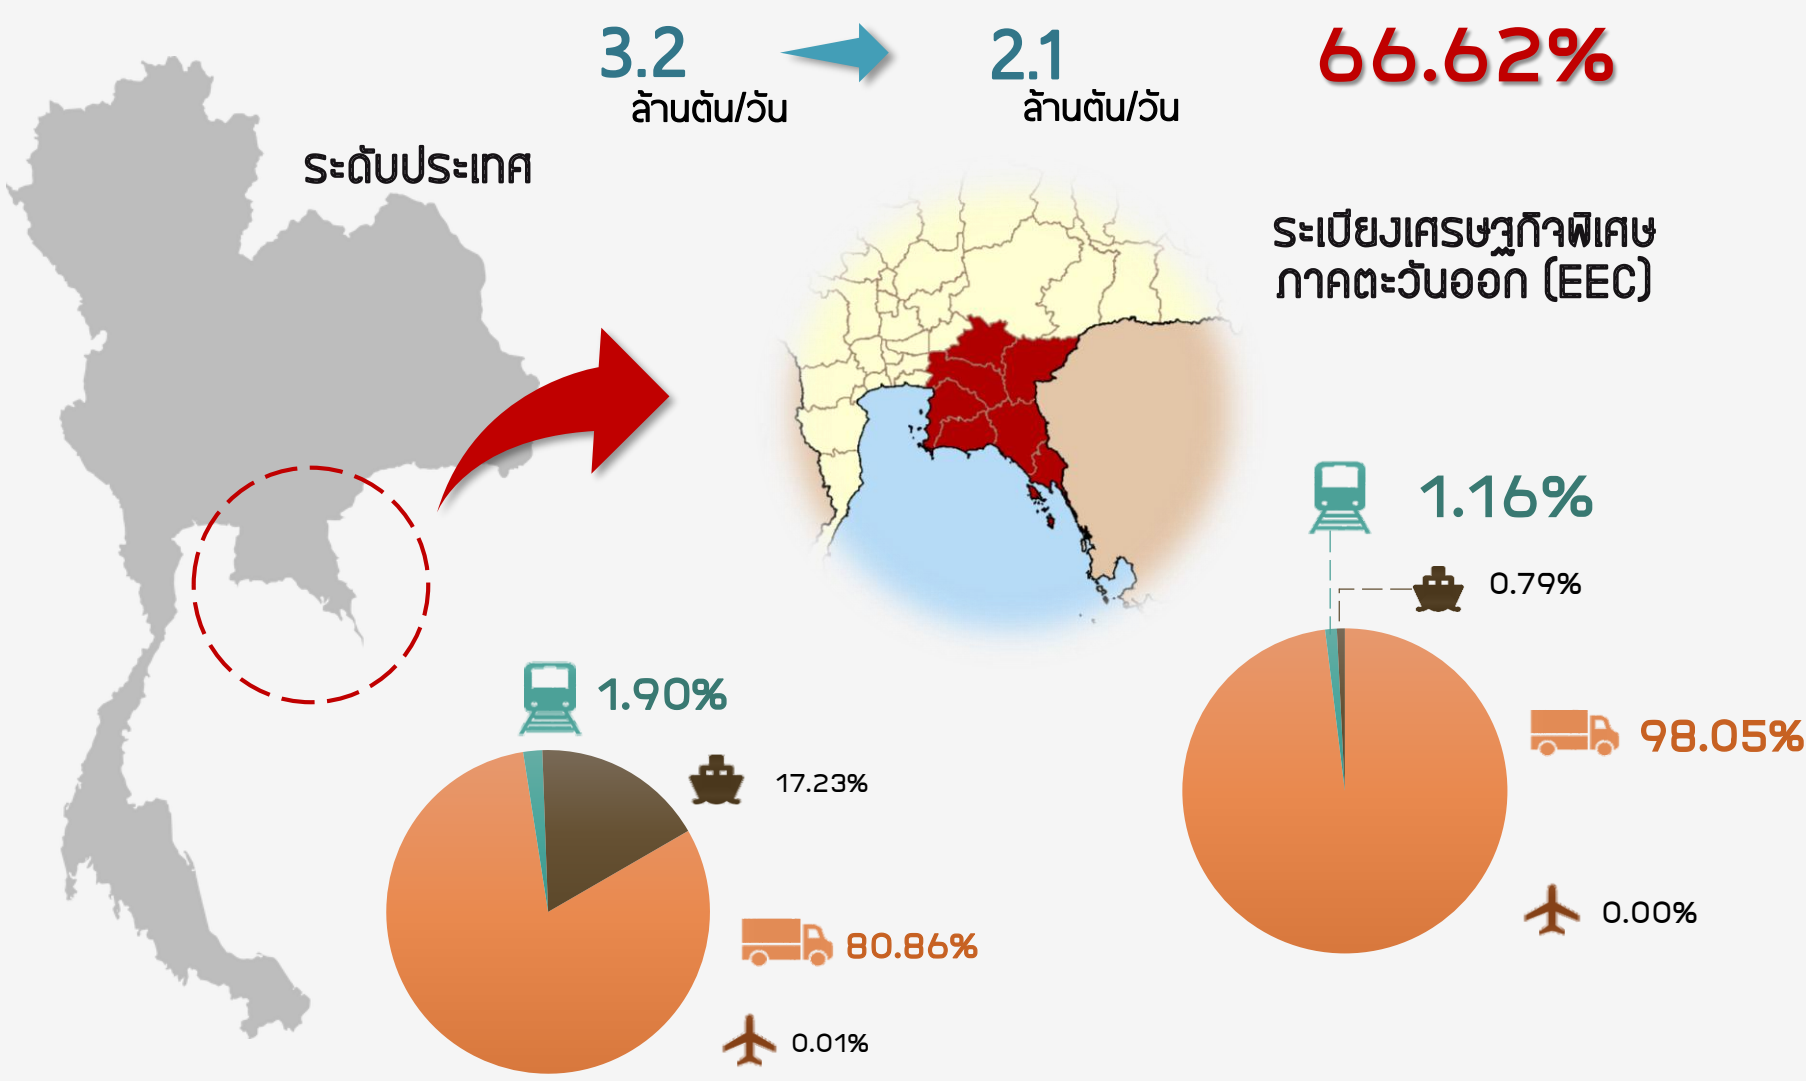 3.2
ล้านตัน/วัน
2.1
ล้านตัน/วัน
66.62%
ระดับประเทศ
ระเบียงเศรษฐกิจพิเศษ
ภาคตะวันออก (EEC)
1.90%
17.23%
80.86%
0.01%
1.16%
0.79%
98.05%
0.00%